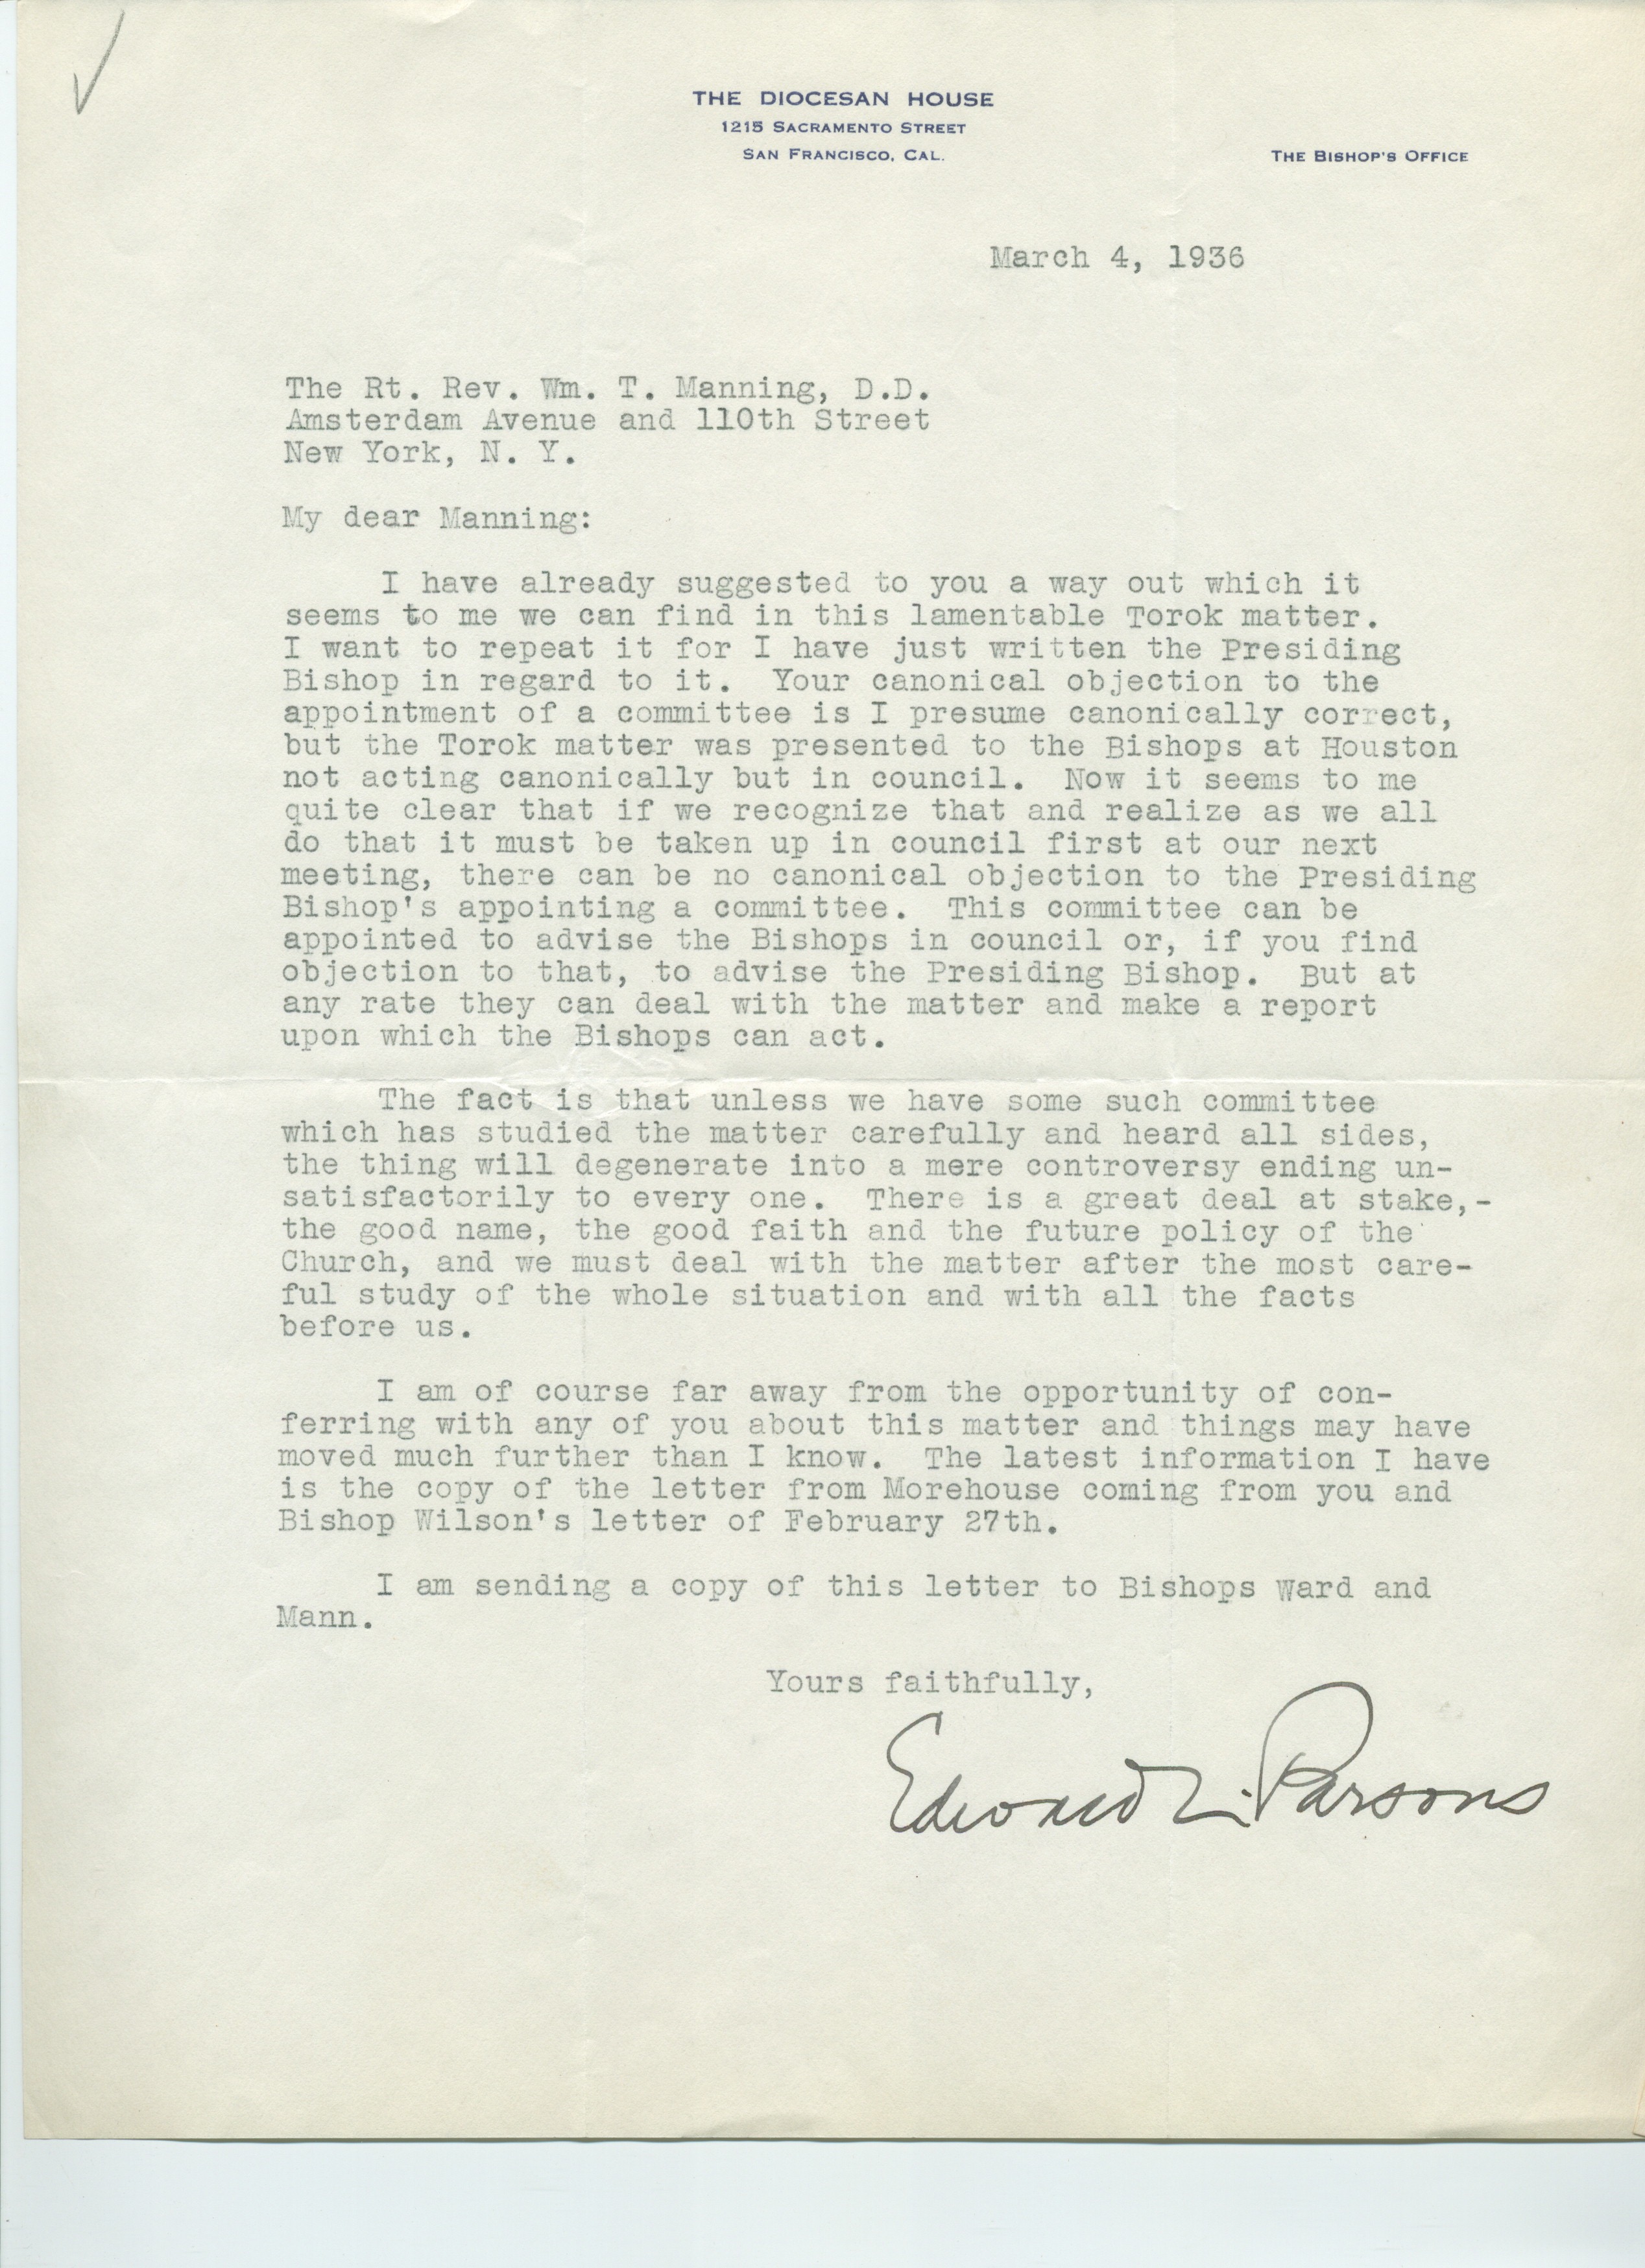 THE DIOCESAN HOUSE
1215 SACRAMENTO STREET
SAN FRANCISCO, CAL.
THE BISHOP'S OFFICE
March 4, 1936
The Rt. Rev. Wm. T. Manning, D.D.
Amsterdam Avenue and 110th Street
New York, N. Y.
My dear Manning:
I have already suggested to you a way out which it
seems to me we can find in this lamentable Torok matter.
I want to repeat it for I have just written the Presiding
Bishop in regard to it. Your canonical objection to the
appointment of a committee is I presume canonically correct,
but the Torok matter was presented to the Bishops at Houston
not acting canonically but in council. Now it seems to me
quite clear that if we recognize that and realize as we all
do that it must be taken up in council first at our next
meeting, there can be no canonical objection to the Presiding
Bishop's appointing a committee. This committee can be
appointed to advise the Bishops in council or, if you find
objection to that, to advise the Presiding Bishop. But at
any rate they can deal with the matter and make a report
upon which the Bishops can act.
The fact is that unless we have some such committee
which has studied the matter carefully and heard all sides,
the thing will degenerate into a mere controversy ending un-
satisfactorily to every one. There is a great deal at stake,-
the good name, the good faith and the future policy of the
Church, and we must deal with the matter after the most care-
ful study of the whole situation and with all the facts
before us.
I am of course far away from the opportunity of con-
ferring with any of you about this matter and things may have
moved much further than I know. The latest information I have
is the copy of the letter from Morehouse coming from you and
Bishop Wilson's letter of February 27th.
I am sending a copy of this letter to Bishops Ward and
Mann.
Yours faithfully,
Edward L. Parsons